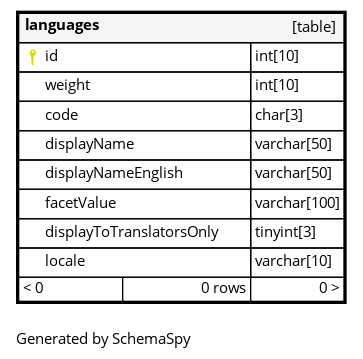 languages [table]
id int[10]
weight int[10]
code char[3]
displayName varchar[50]
displayNameEnglish varchar[50]
facetValue varchar[100]
displayToTranslatorsOnly tinyint[3]
locale varchar[10]
< 0 0 rows 0 >
Generated by SchemaSpy